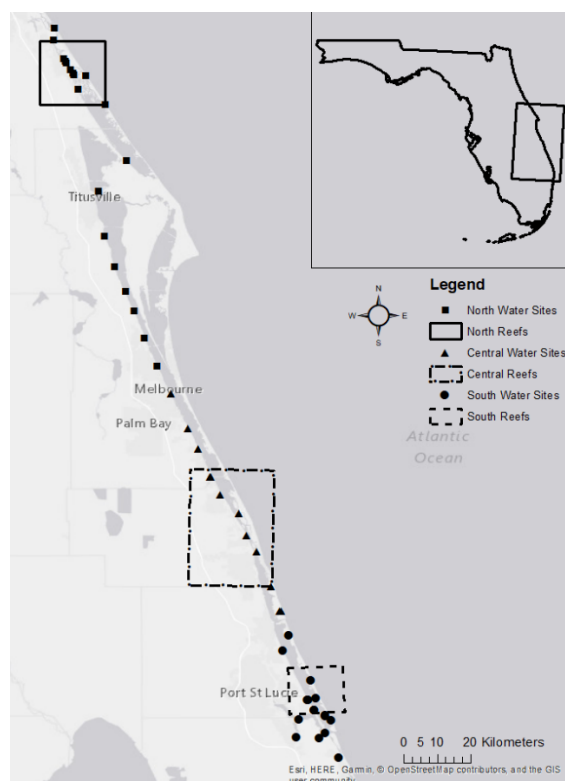 Titusville
Legend
N
W E
S
North Water Sites
North Reefs
Central Water Sites
Central Reefs
South Water Sites
South Reefs
Melbourne
Palm Bay
Atlantic
Ocean
Port St Lucie
0 5 10 20 Kilometers
Esri, HERE, Garmin, © OpenStreetMap contributors, and the GIS
user community